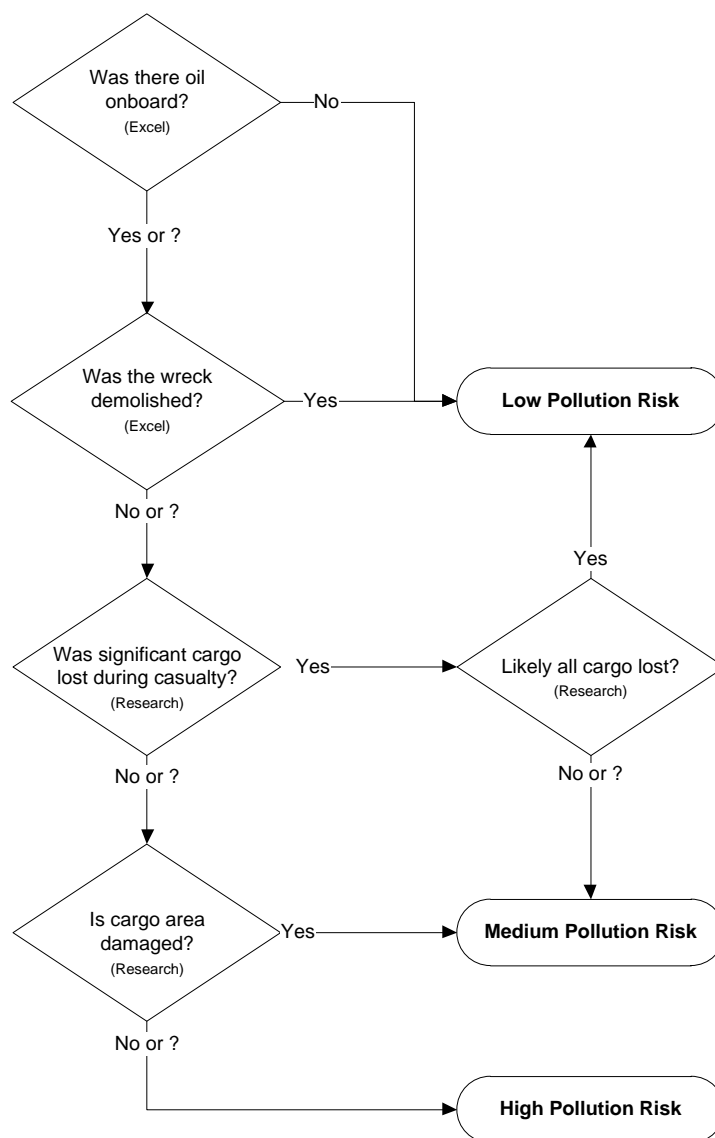 Was there oil
onboard?
(Excel)
No
Yes or ?
Was the wreck
demolished?
(Excel)
Yes
Low Pollution Risk
No or ?
Yes
Was significant cargo
lost during casualty?
(Research)
Yes
Likely all cargo lost?
(Research)
No or ?
No or ?
Is cargo area
damaged?
(Research)
Yes
Medium Pollution Risk
No or ?
High Pollution Risk